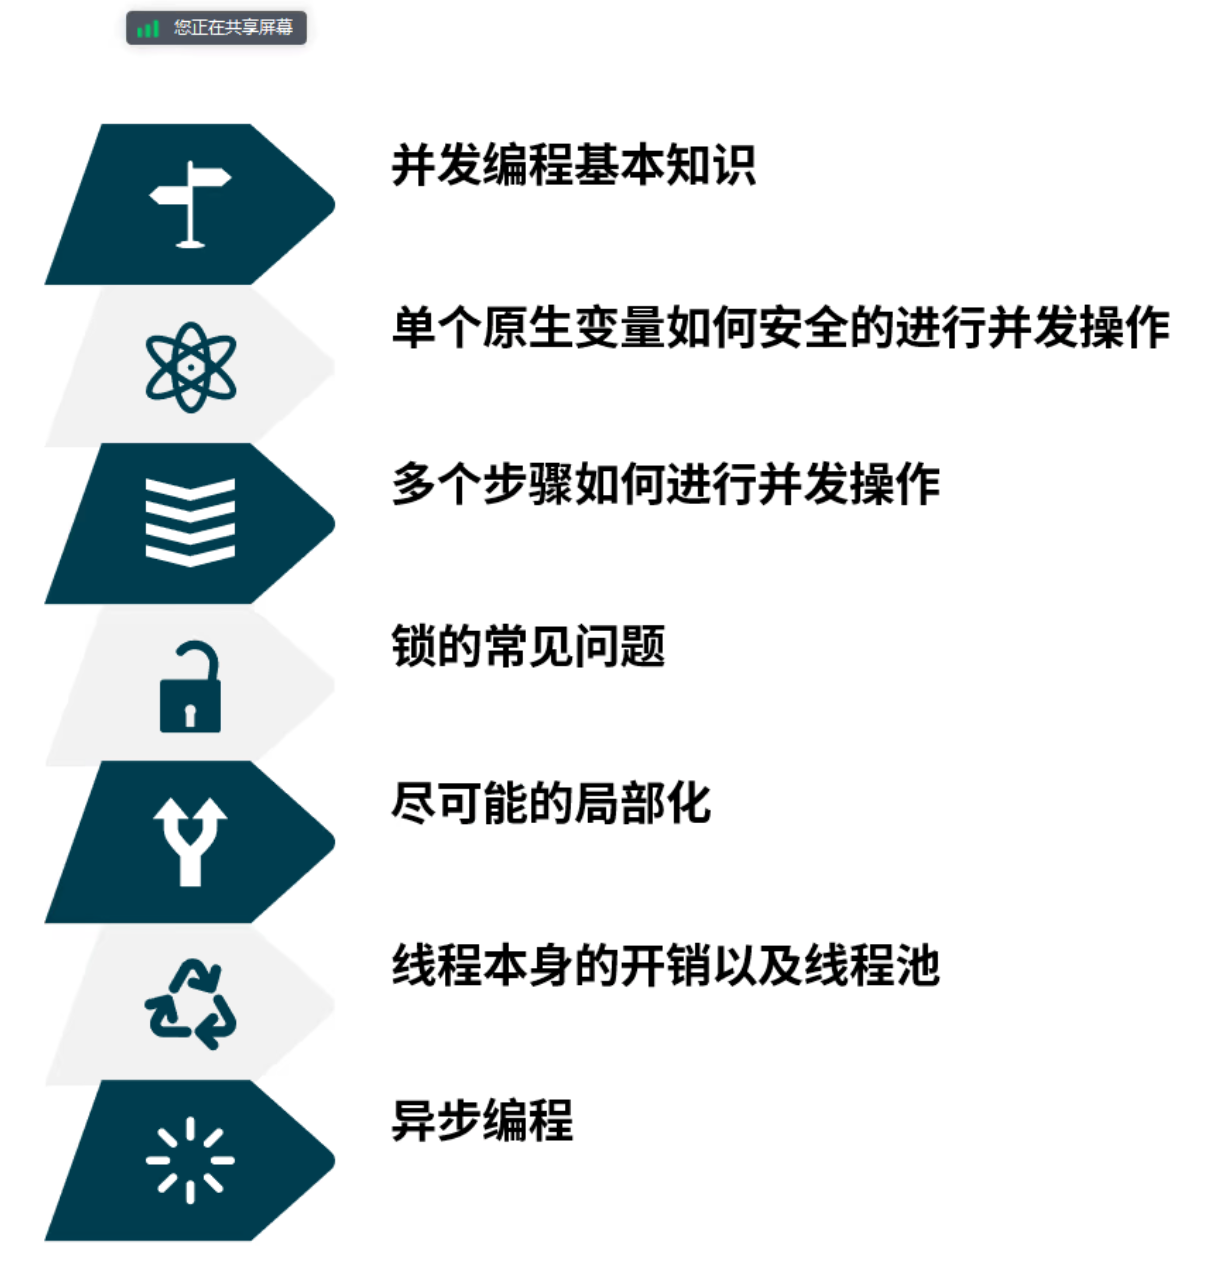 您正在共享屏幕
并发编程基本知识
单个原生变量如何安全的进行并发操作
多个步骤如何进行并发操作
锁的常见问题
尽可能的局部化
线程本身的开销以及线程池
异步编程